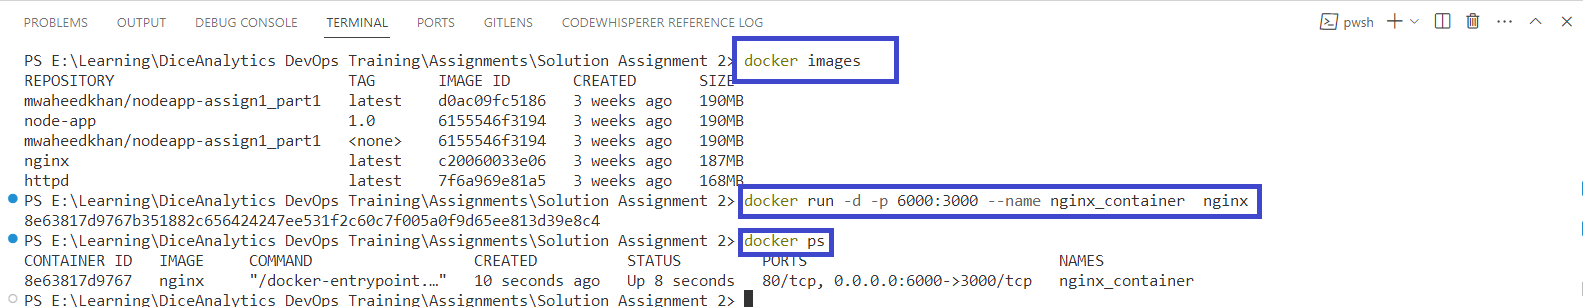 PROBLEMS OUTPUT DEBUG CONSOLE TERMINAL PORTS GITLENS CODEWHISPERER REFERENCE LOG pwsh
PS E:\Learning\DiceAnalytics DevOps Training\Assignments\Solution Assignment 2> docker images
REPOSITORY TAG IMAGE ID CREATED SIZE
mwaheedkhan/nodeapp-assign1_part1 latest d0ac09fc5186 3 weeks ago 190MB
node-app 1.0 6155546f3194 3 weeks ago 190MB
mwaheedkhan/nodeapp-assign1_part1 <none> 6155546f3194 3 weeks ago 190MB
nginx latest c20060033e06 3 weeks ago 187MB
httpd latest 7f6a969e81a5 3 weeks ago 168MB
PS E:\Learning\DiceAnalytics DevOps Training\Assignments\Solution Assignment 2> docker run -d -p 6000:3000 --name nginx_container  nginx
8e63817d9767b351882c656424247ee531f2c60c7f005a0f9d65ee813d39e8c4
PS E:\Learning\DiceAnalytics DevOps Training\Assignments\Solution Assignment 2> docker ps
CONTAINER ID IMAGE COMMAND CREATED STATUS PORTS NAMES
8e63817d9767 nginx "/docker-entrypoint.…" 10 seconds ago Up 8 seconds 80/tcp, 0.0.0.0:6000->3000/tcp nginx_container
PS E:\Learning\DiceAnalytics DevOps Training\Assignments\Solution Assignment 2>